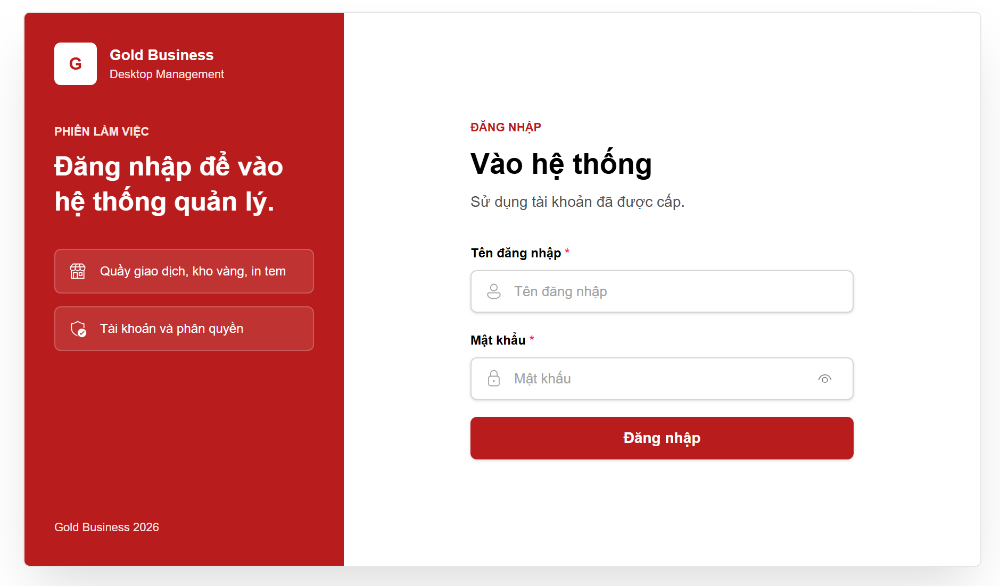 G
Gold Business
Desktop Management
PHIÊN LÀM VIỆC
Đăng nhập để vào
hệ thống quản lý.
Quầy giao dịch, kho vàng, in tem
Tài khoản và phân quyền
Gold Business 2026
ĐĂNG NHẬP
Vào hệ thống
Sử dụng tài khoản đã được cấp.
Tên đăng nhập *
Tên đăng nhập
Mật khẩu *
Mật khẩu
Đăng nhập